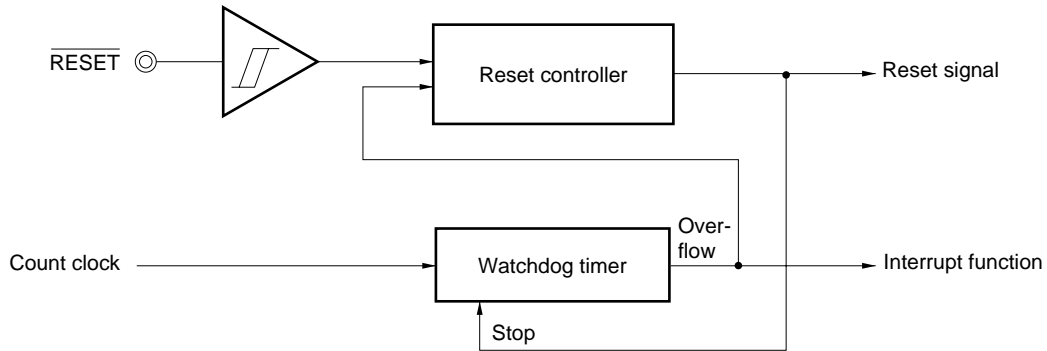 RESET
Reset controller
Reset signal
Over-
flow
Count clock
Watchdog timer
Interrupt function
Stop